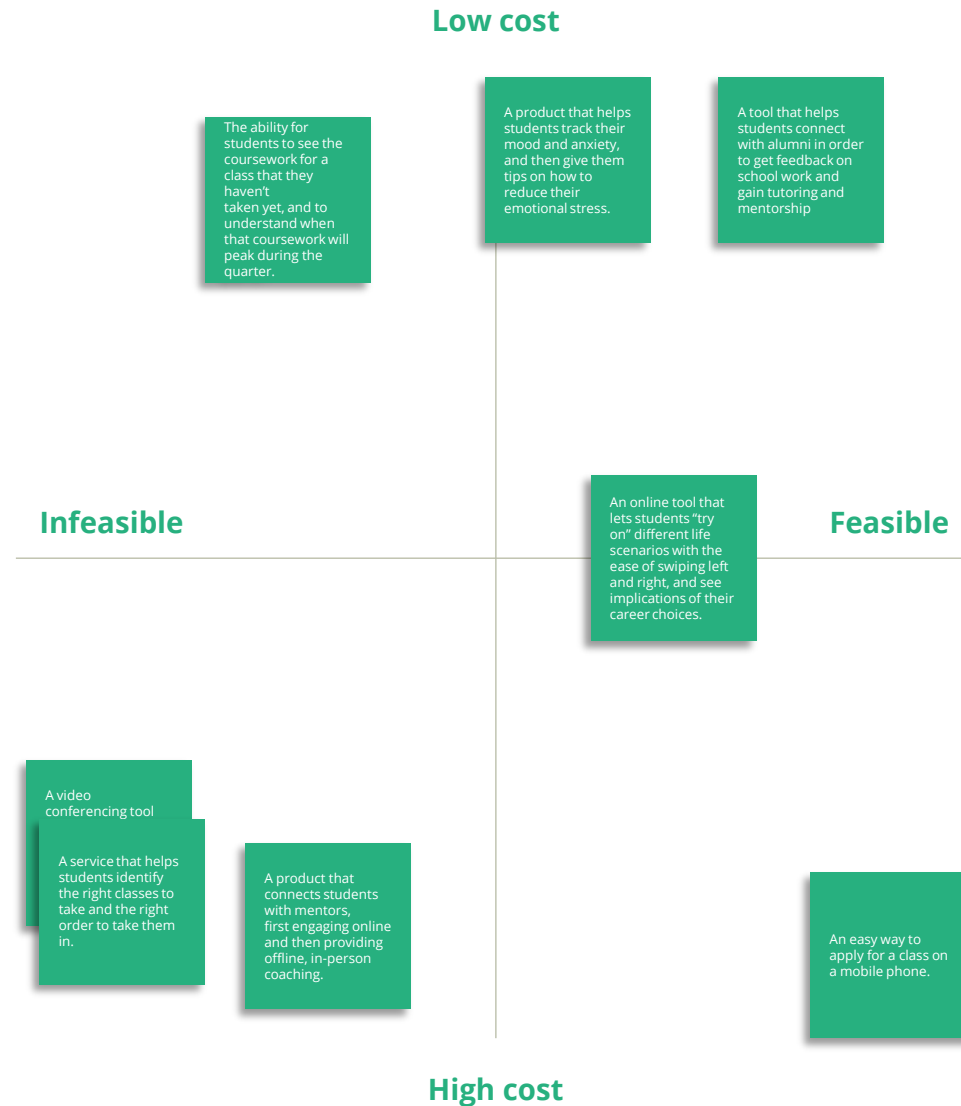 Low cost
The ability for
students to see the
coursework for a
class that they
haven't
taken yet, and to
understand when
that coursework will
peak during the
quarter.
A product that helps
students track their
mood and anxiety,
and then give them
tips on how to
reduce their
emotional stress.
A tool that helps
students connect
with alumni in order
to get feedback on
school work and
gain tutoring and
mentorship
Infeasible
An online tool that
lets students “try
on” different life
scenarios with the
ease of swiping left
and right, and see
implications of their
career choices.
Feasible
A video
conferencing tool
A service that helps
students identify
the right classes to
take and the right
order to take them
in.
A product that
connects students
with mentors,
first engaging online
and then providing
offline, in-person
coaching.
An easy way to
apply for a class on
a mobile phone.
High cost